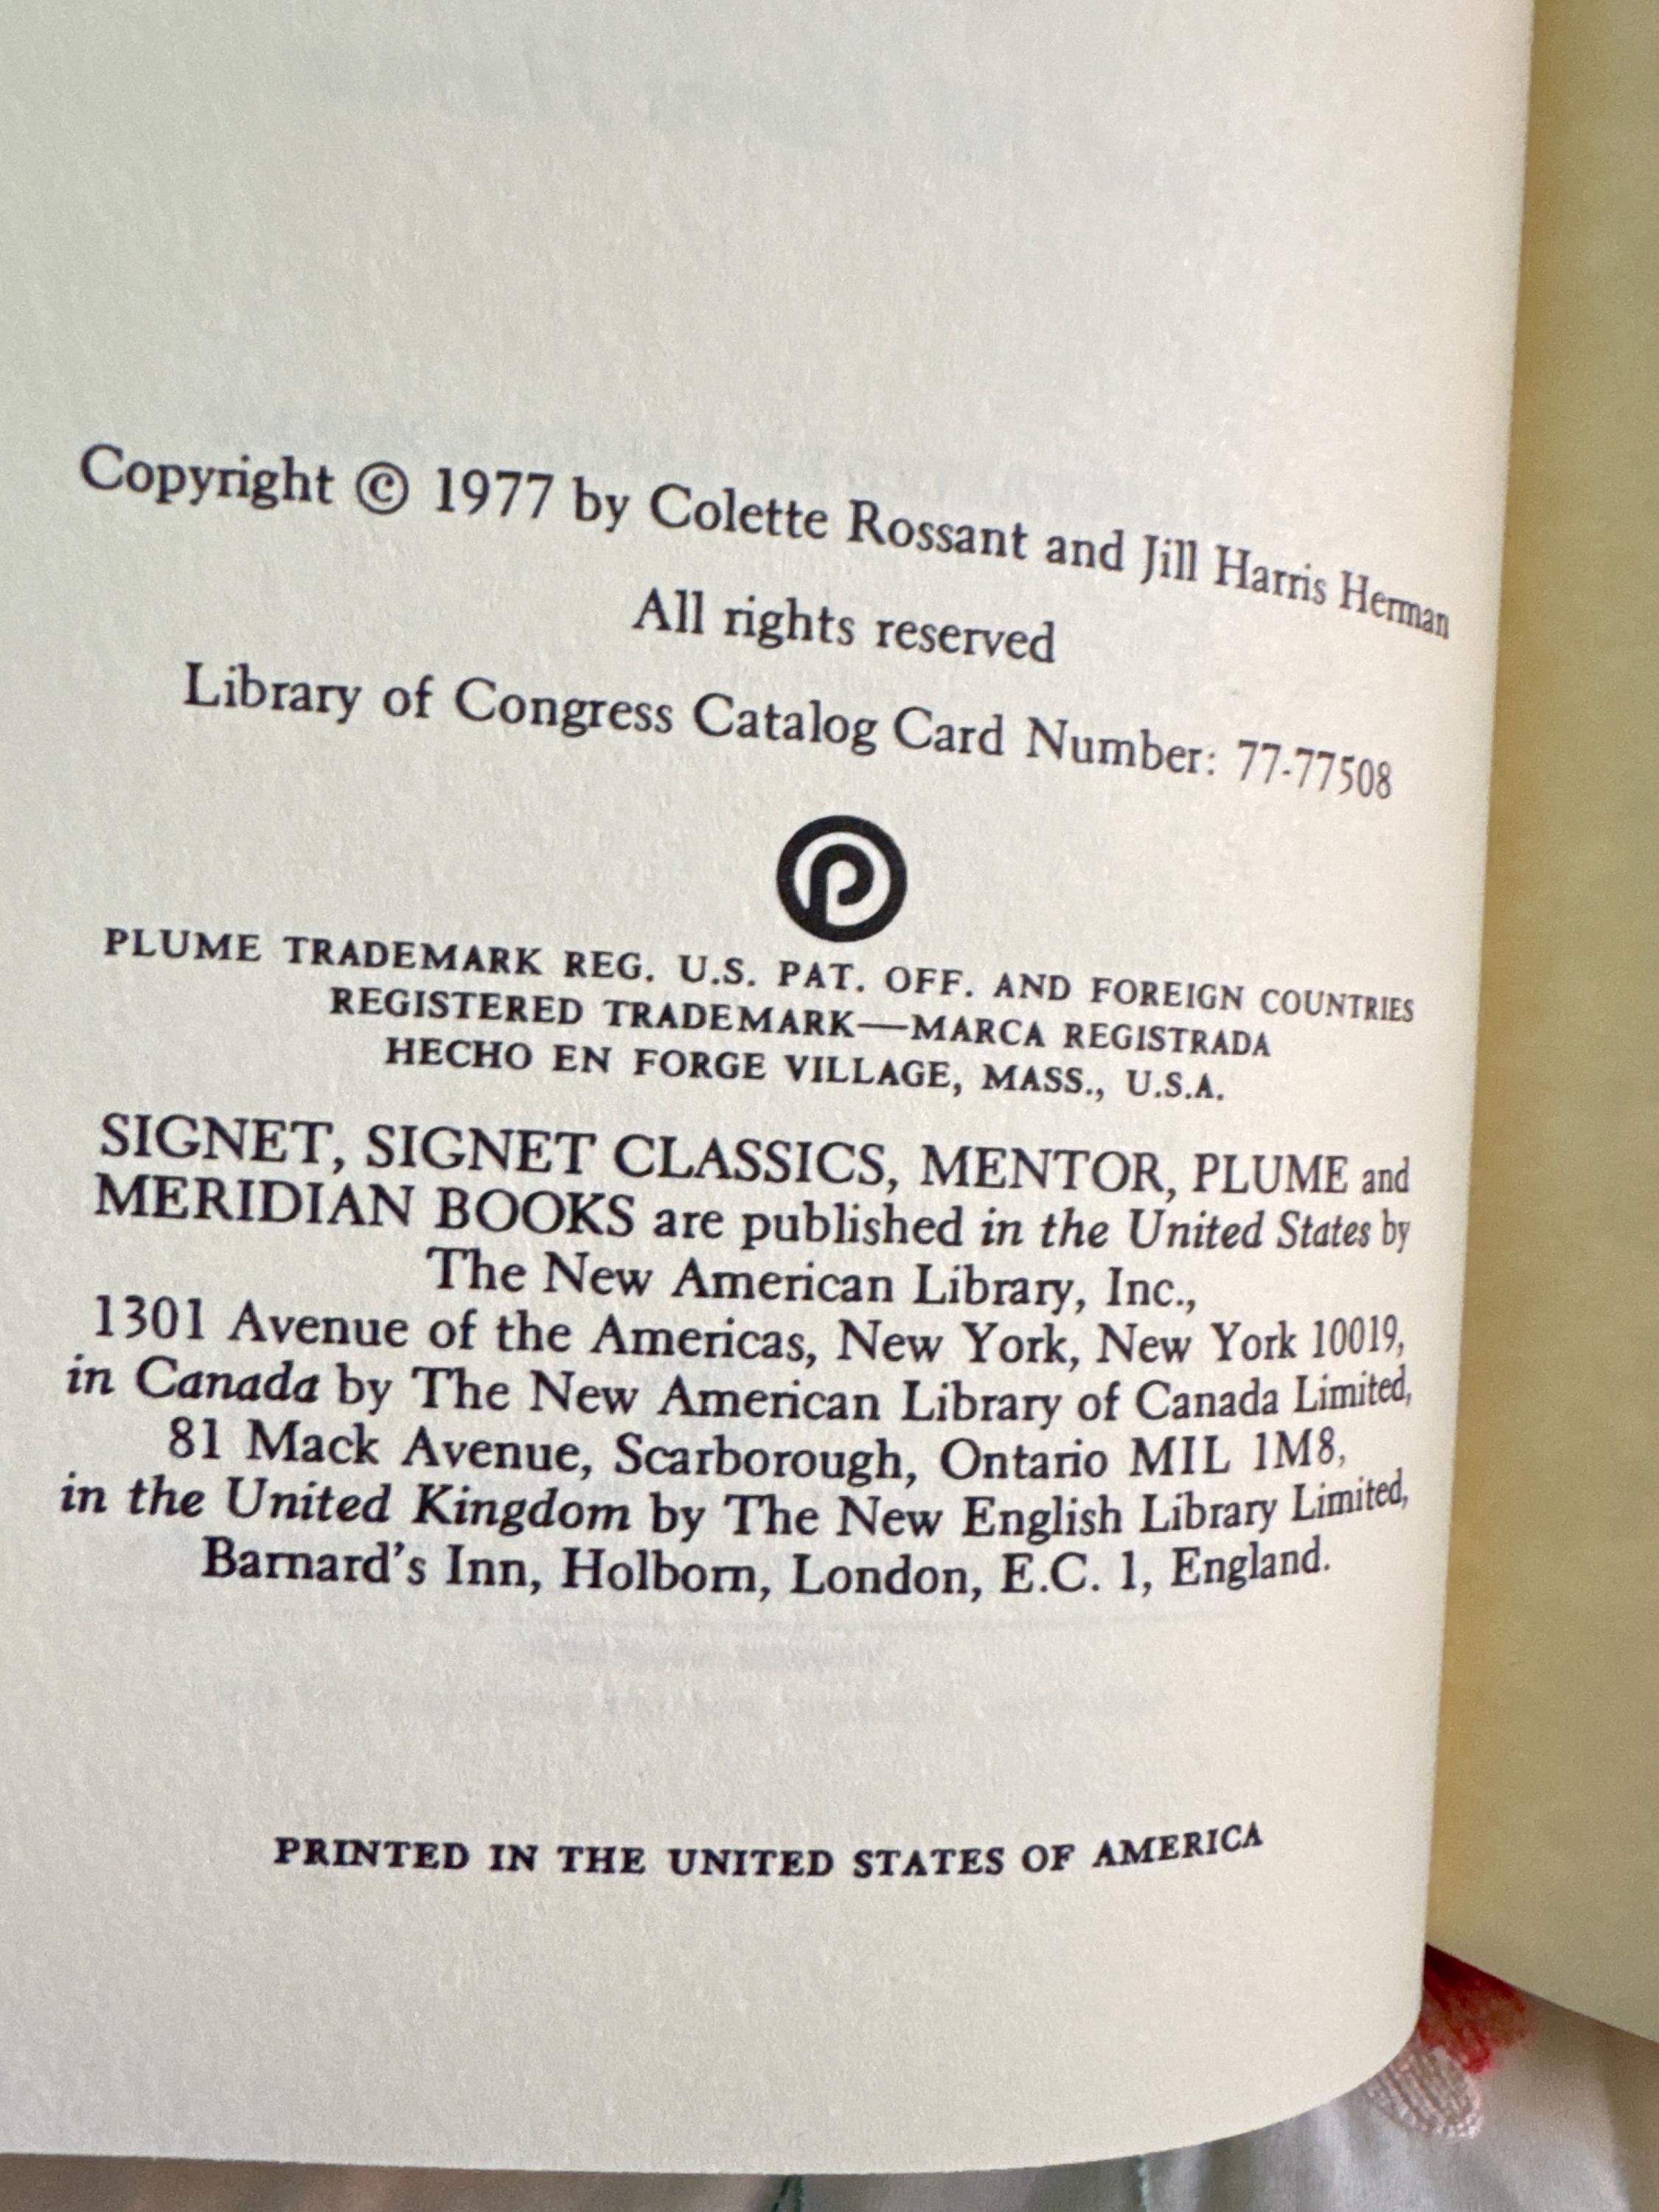 Copyright © 1977 by Colette Rossant and Jill Harris Herman
All rights reserved
Library of Congress Catalog Card Number: 77-77508
P
PLUME TRADEMARK REG. U.S. PAT. OFF. AND FOREIGN COUNTRIES
REGISTERED TRADEMARK—MARCA REGISTRADA
HECHO EN FORGE VILLAGE, MASS., U.S.A.
SIGNET, SIGNET CLASSICS, MENTOR, PLUME and
MERIDIAN BOOKS are published in the United States by
The New American Library, Inc.,
1301 Avenue of the Americas, New York, New York 10019,
in Canada by The New American Library of Canada Limited,
81 Mack Avenue, Scarborough, Ontario MIL 1M8,
in the United Kingdom by The New English Library Limited,
Barnard's Inn, Holborn, London, E.C. 1, England.
PRINTED IN THE UNITED STATES OF AMERICA